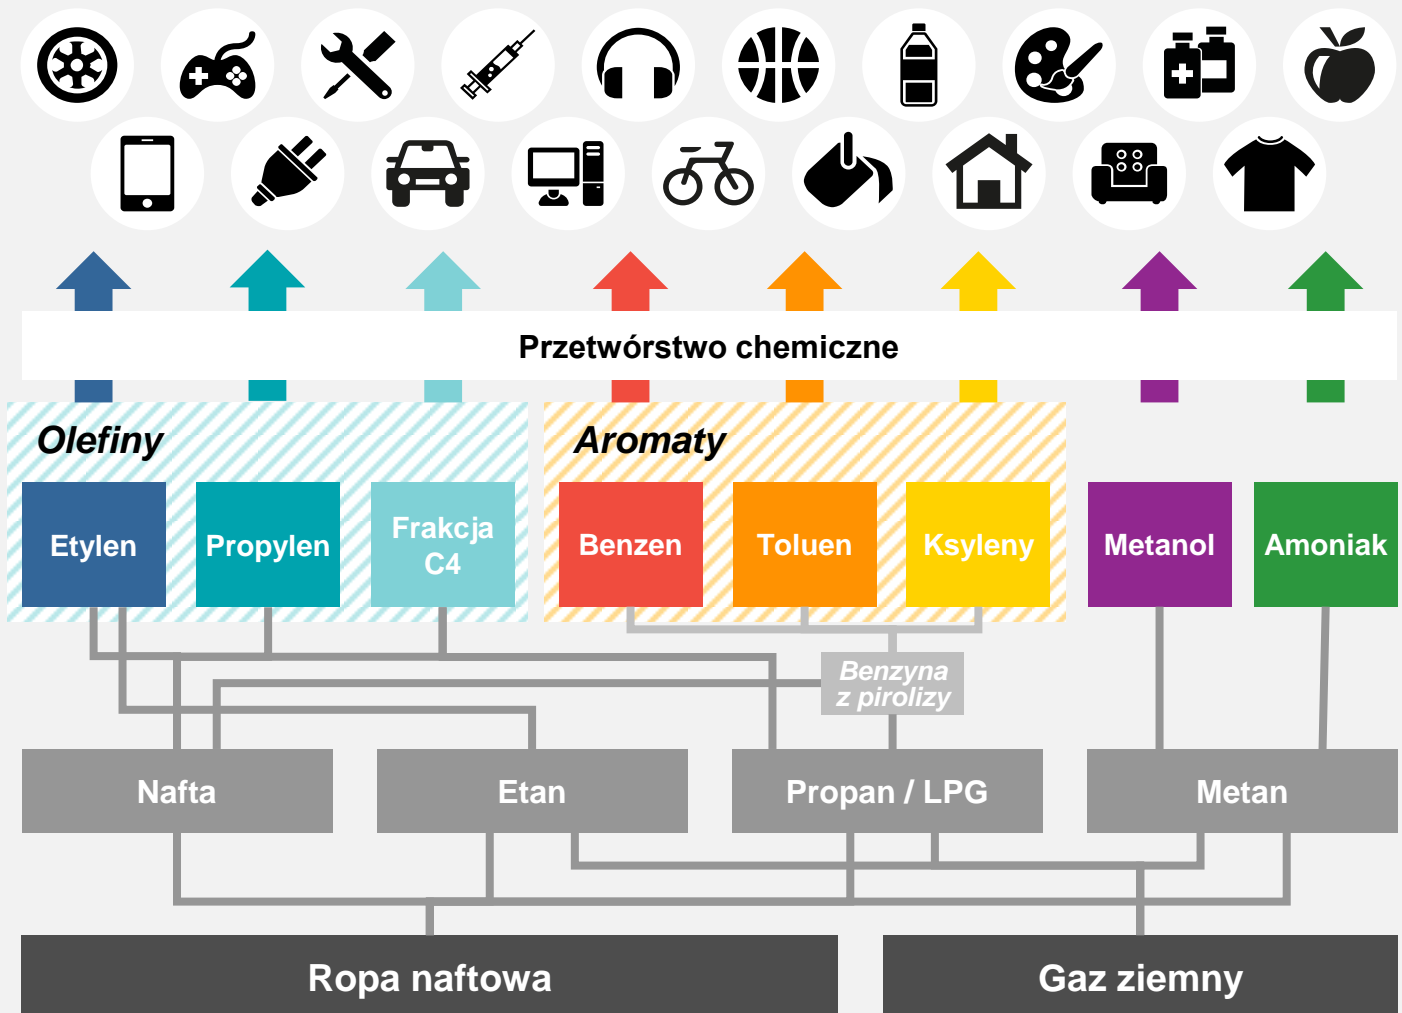 Przetwórstwo chemiczne
Olefiny
Aromaty
Etylen
Propylen
Frakcja
C4
Benzen
Toluen
Ksyleny
Metanol
Amoniak
Benzyna
z pirolizy
Nafta
Etan
Propan / LPG
Metan
Ropa naftowa
Gaz ziemny